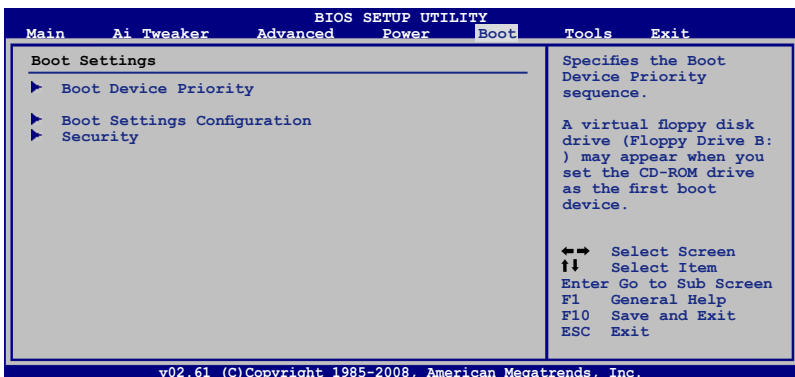 BIOS SETUP UTILITY
Main Ai Tweaker Advanced Power Boot Tools Exit
Boot Settings
Boot Device Priority
Boot Settings Configuration
Security
Specifies the Boot
Device Priority
sequence.
A virtual floppy disk
drive (Floppy Drive B:
) may appear when you
set the CD-ROM drive
as the first boot
device.
←→ Select Screen
↑↓ Select Item
Enter Go to Sub Screen
F1 General Help
F10 Save and Exit
ESC Exit
v02.61 (C)Copyright 1985-2008, American Megatrends, Inc.